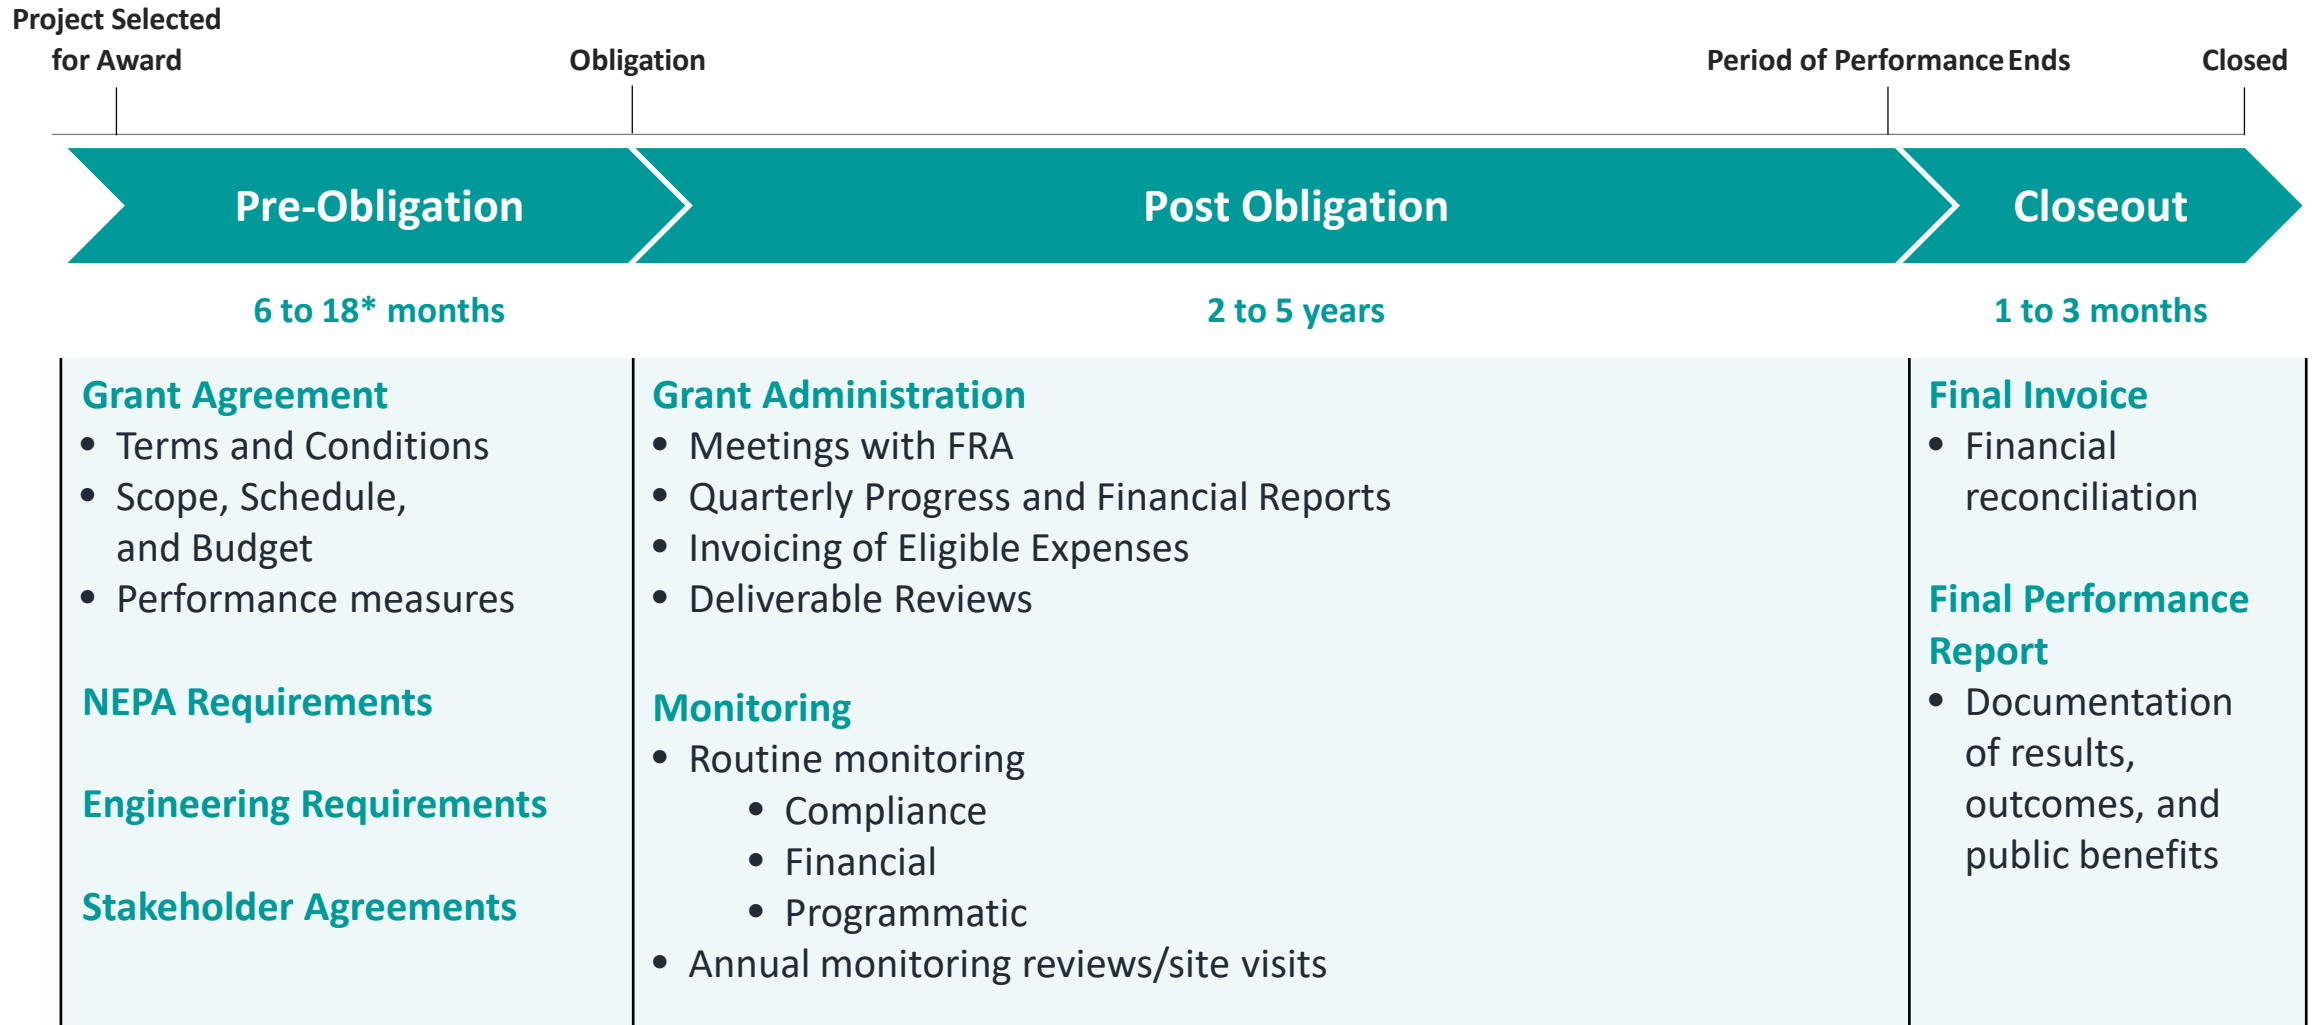 Project Selected
for Award
Obligation
Period of Performance Ends
Closed
Pre-Obligation
Post Obligation
Closeout
6 to 18* months
2 to 5 years
1 to 3 months
Grant Agreement
• Terms and Conditions
• Scope, Schedule,
and Budget
• Performance measures
NEPA Requirements
Engineering Requirements
Stakeholder Agreements
Grant Administration
• Meetings with FRA
• Quarterly Progress and Financial Reports
• Invoicing of Eligible Expenses
• Deliverable Reviews
Monitoring
• Routine monitoring
• Compliance
• Financial
• Programmatic
• Annual monitoring reviews/site visits
Final Invoice
• Financial
reconciliation
Final Performance
Report
• Documentation
of results,
outcomes, and
public benefits